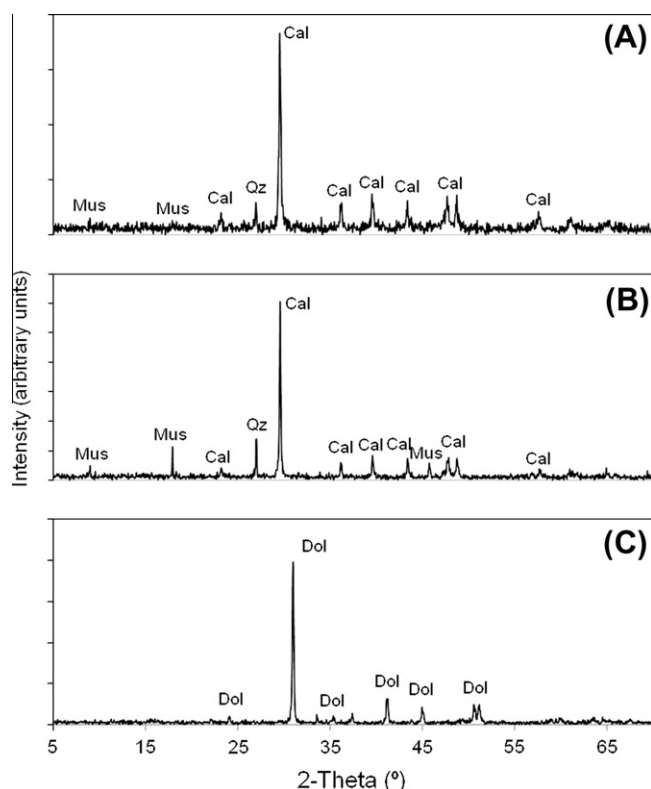 (A)
Cal
Mus
Mus
Cal
Qz
Cal
Cal
Cal
Cal
Cal
(B)
Cal
Mus
Mus
Cal
Qz
Cal
Cal
Cal
Mus
Cal
Cal
(C)
Dol
Dol
Dol
Dol
Dol
Dol
Intensity (arbitrary units)
5 15 25 35 45 55 65
2-Theta (º)